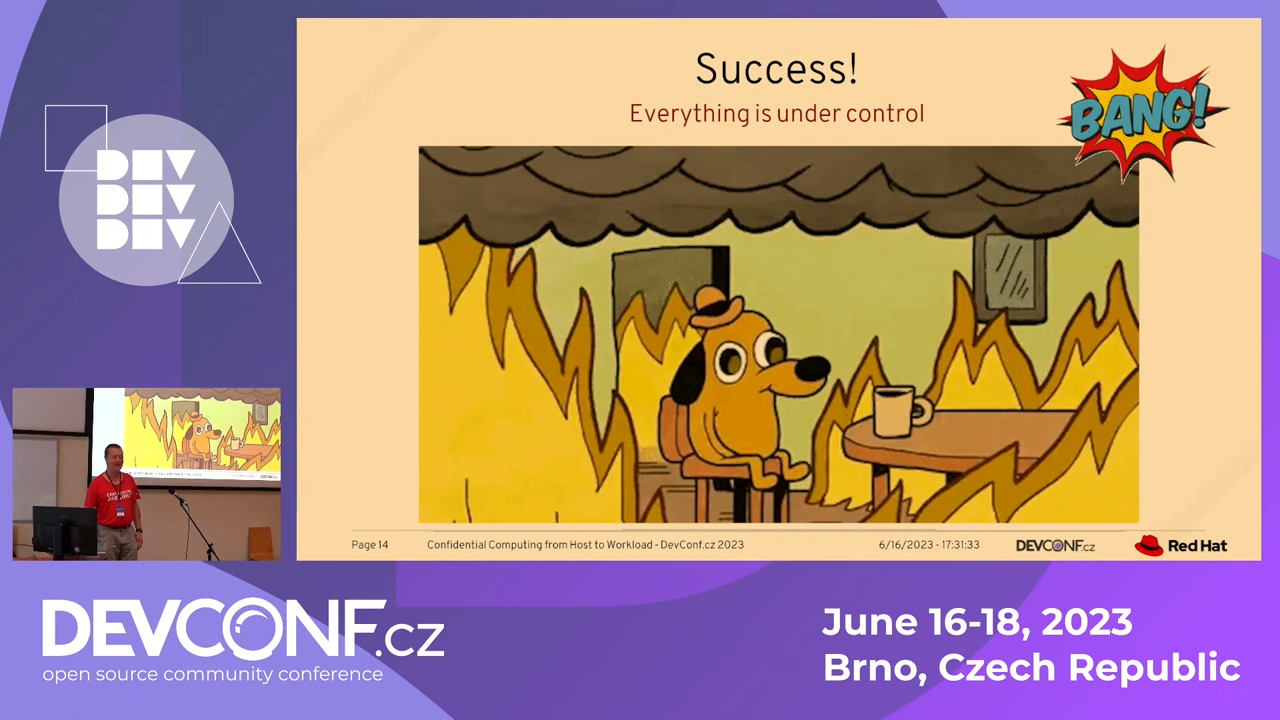 Success!
Everything is under control
BANG!
DEV
DEV
DEV
Page 14
Confidential Computing from Host to Workload - DevConf.cz 2023
6/16/2023 - 17:31:33
DEVCONF.cz
Red Hat
DEVCONF.cz
open source community conference
June 16-18, 2023
Brno, Czech Republic